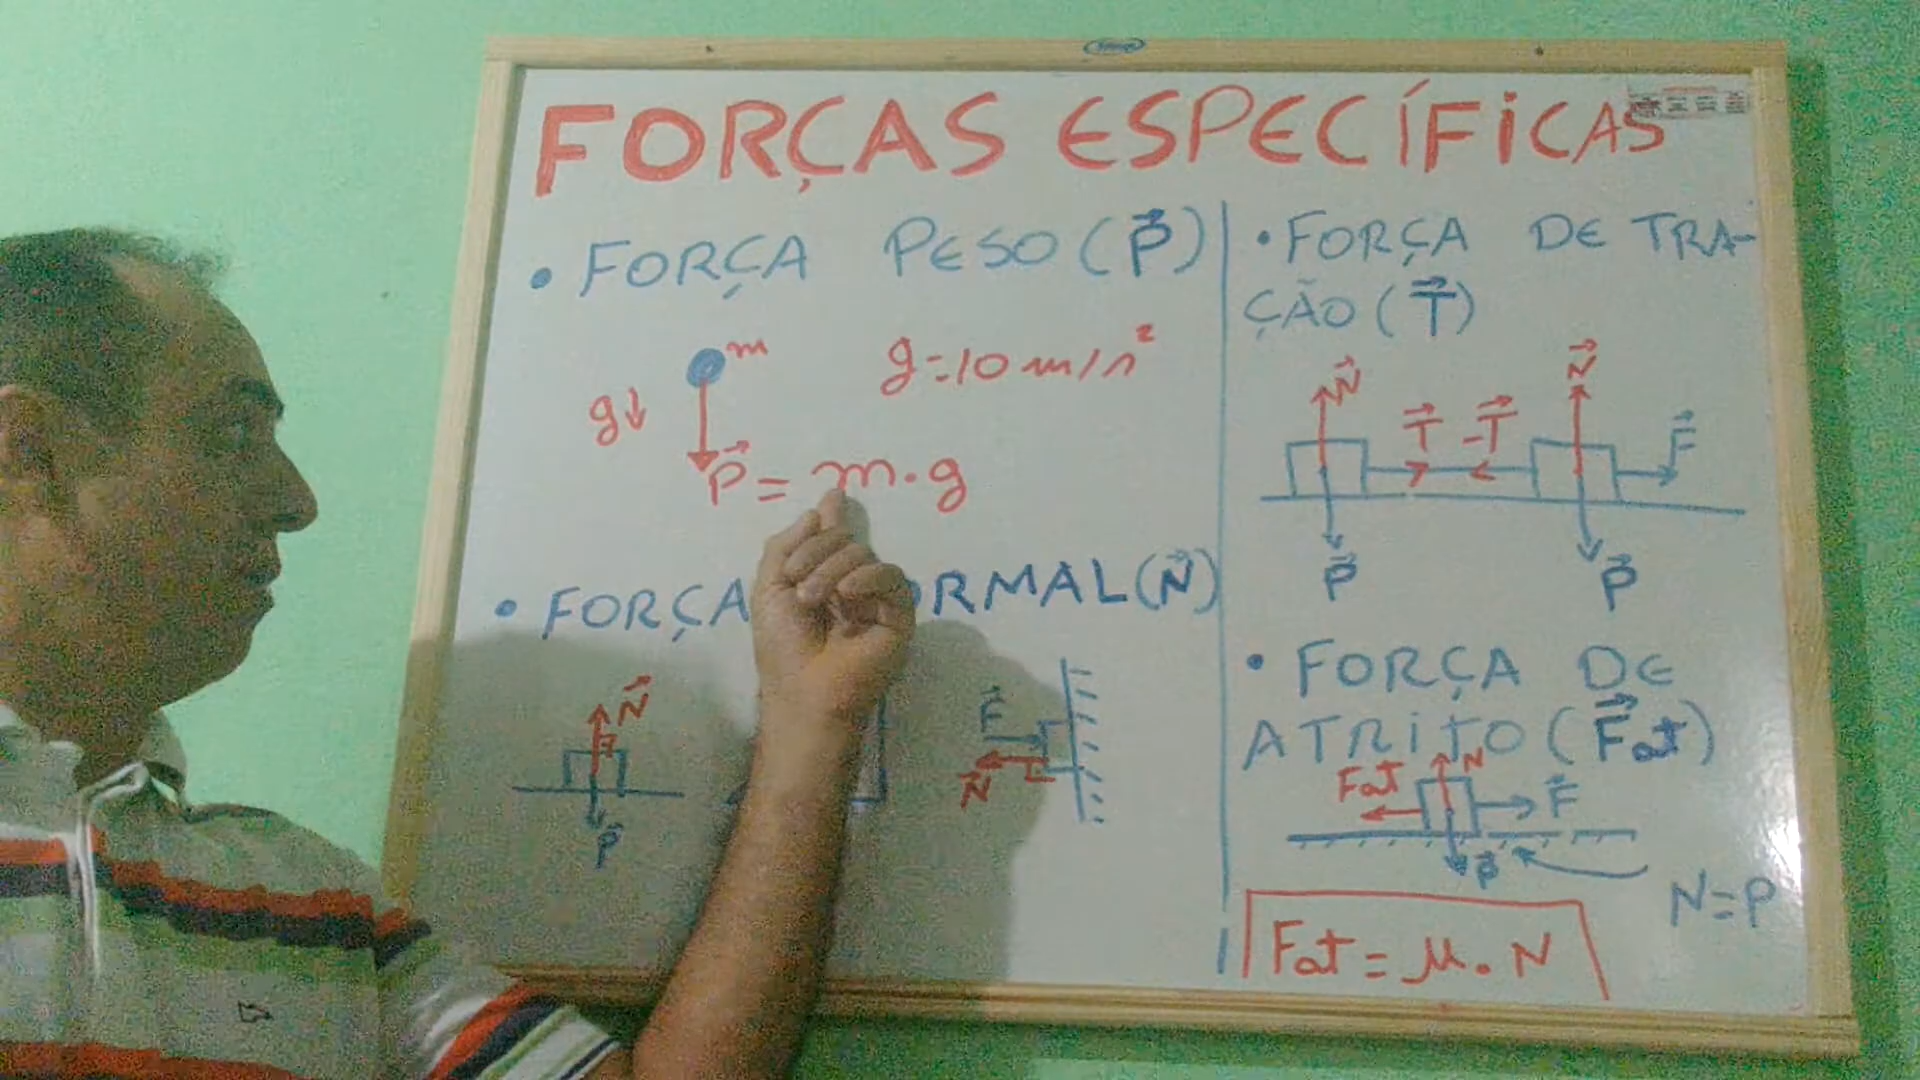 FORÇAS ESPECÍFICAS
• FORÇA PESO (P)
m
g
g=10 m/s²
P = m.g
• FORÇA ORMAL (N)
N
P
F
N
• FORÇA DE TRA-
ÇÃO (T)
N
N
T -T
F
P
P
• FORÇA DE
ATRITO (Fat)
Fat
N
F
P
N=P
Fat = μ.N